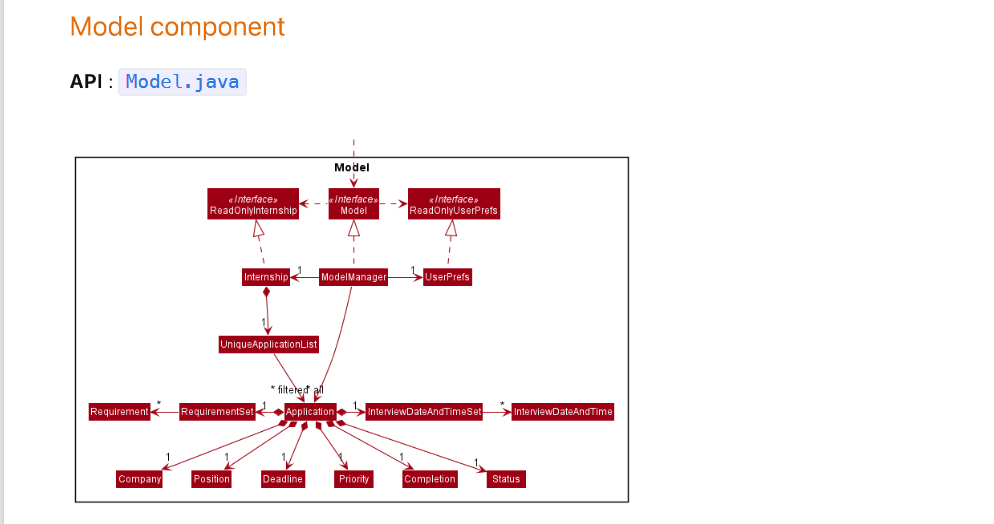 Model component
API : Model.java
Model
«Interface»
ReadOnlyInternship
«Interface»
Model
«Interface»
ReadOnlyUserPrefs
Internship
1
ModelManager
1
UserPrefs
1
UniqueApplicationList
* filtered
* all
Requirement
*
RequirementSet
1
Application
1
InterviewDateAndTimeSet
*
InterviewDateAndTime
1
1
1
1
1
1
Company
Position
Deadline
Priority
Completion
Status